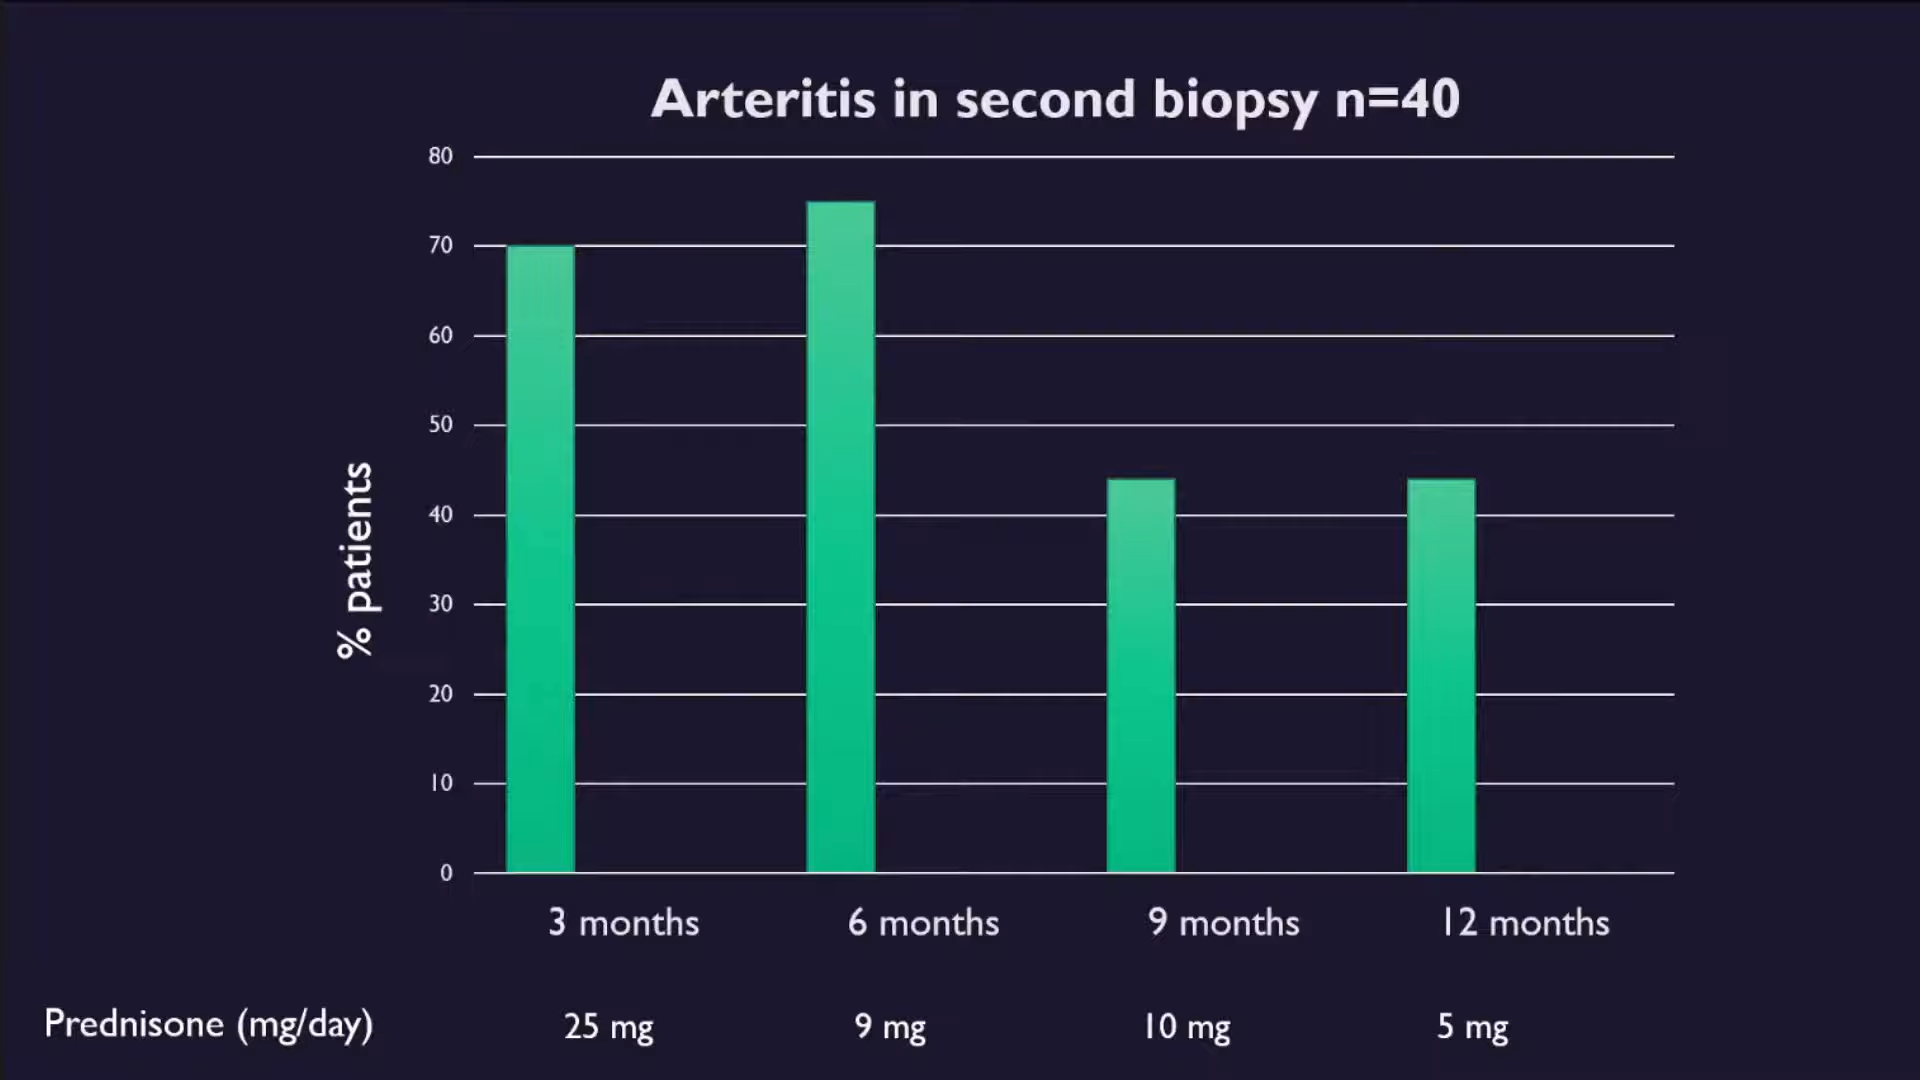 Arteritis in second biopsy n=40
80
70
60
50
40
30
20
10
0
% patients
3 months 6 months 9 months 12 months
Prednisone (mg/day) 25 mg 9 mg 10 mg 5 mg